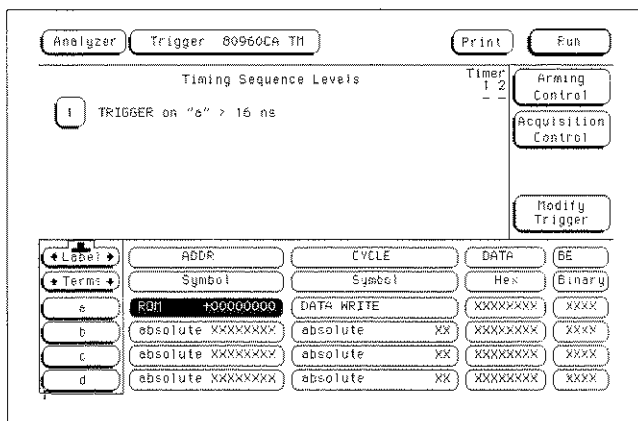 Analyzer Trigger 80960CA TM Print Run
Timing Sequence Levels
Timer
1 2
- -
Arming Control
1 TRIGGER on "a" > 16 ns
Acquisition Control
Modify Trigger
Label ADDR CYCLE DATA BE
Terms Symbol Symbol Hex Binary
a ROM +00000000 DATA WRITE XXXXXXXX XXXX
b absolute XXXXXXXX absolute XX XXXXXXXX XXXX
c absolute XXXXXXXX absolute XX XXXXXXXX XXXX
d absolute XXXXXXXX absolute XX XXXXXXXX XXXX